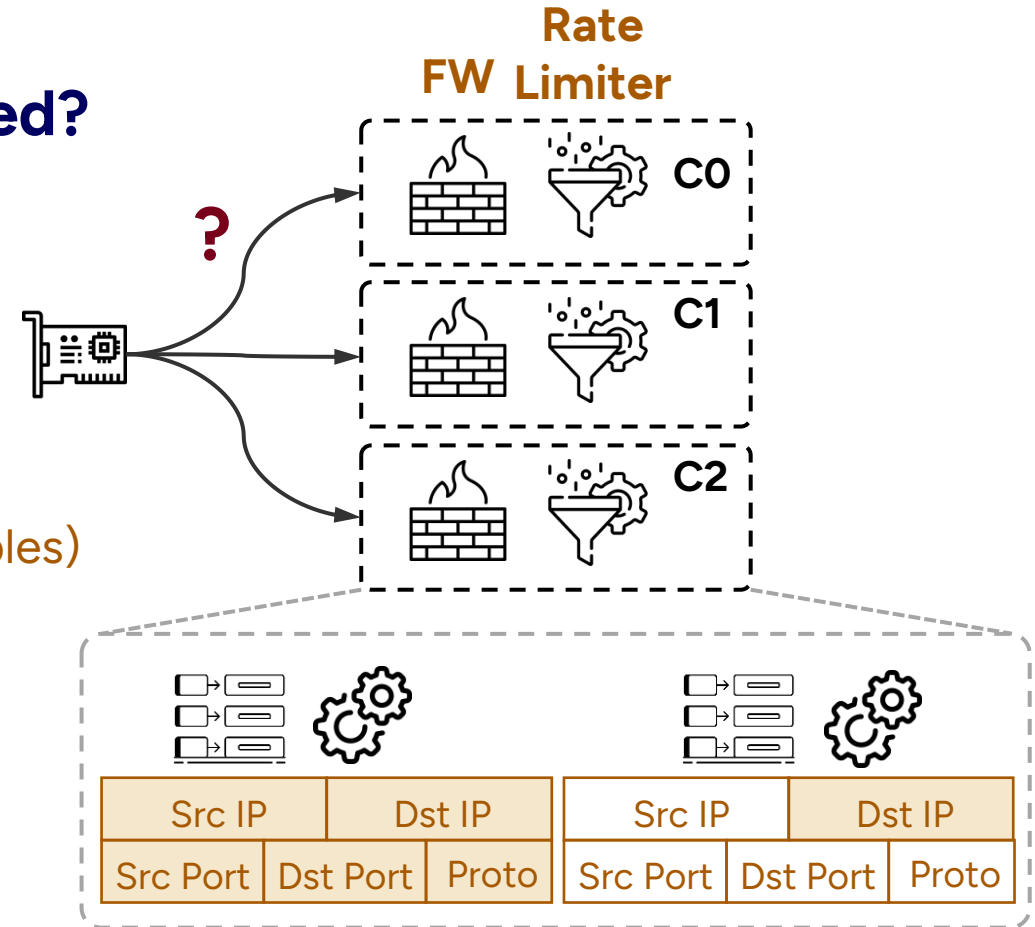 Rate
FW Limiter
ed?
C0
?
C1
C2
les)
Src IP Dst IP Src IP Dst IP
Src Port Dst Port Proto Src Port Dst Port Proto